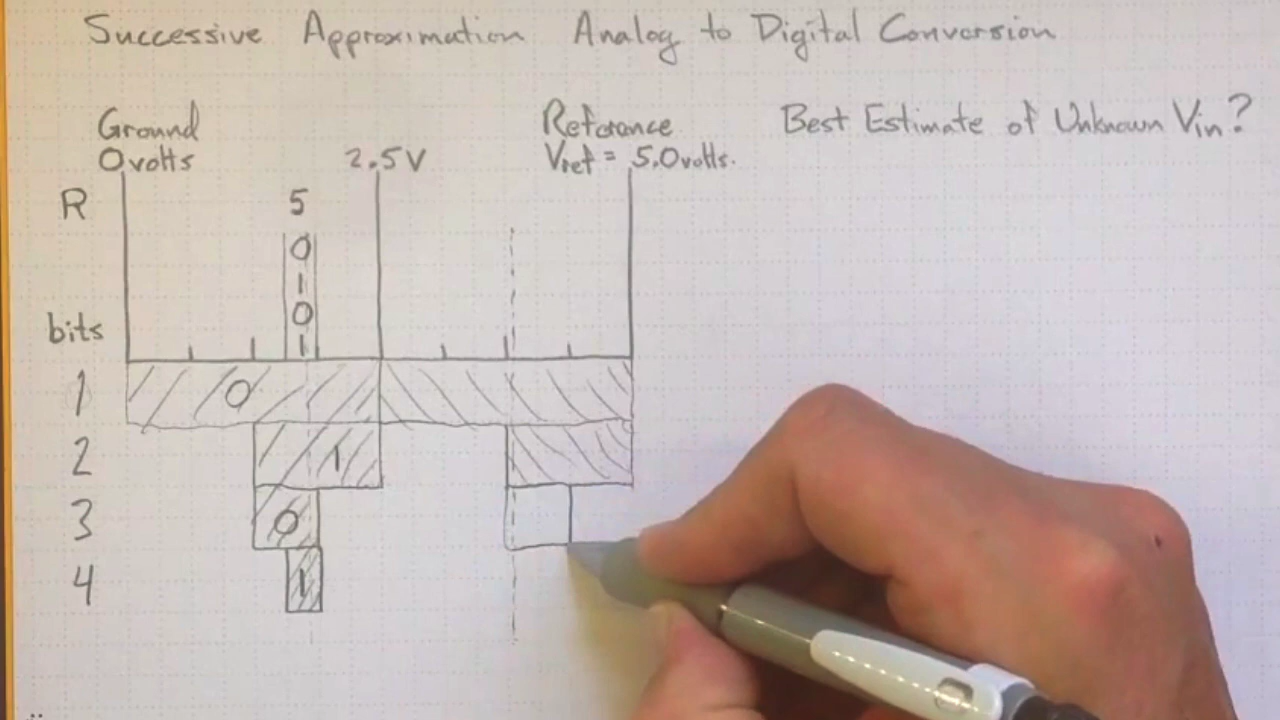 Successive Approximation Analog to Digital Conversion
Ground
0 volts
2.5V
Reference
Vref = 5.0 volts.
Best Estimate of Unknown Vin?
R
5
0
1
0
1
bits
1
0
2
1
3
0
4
1